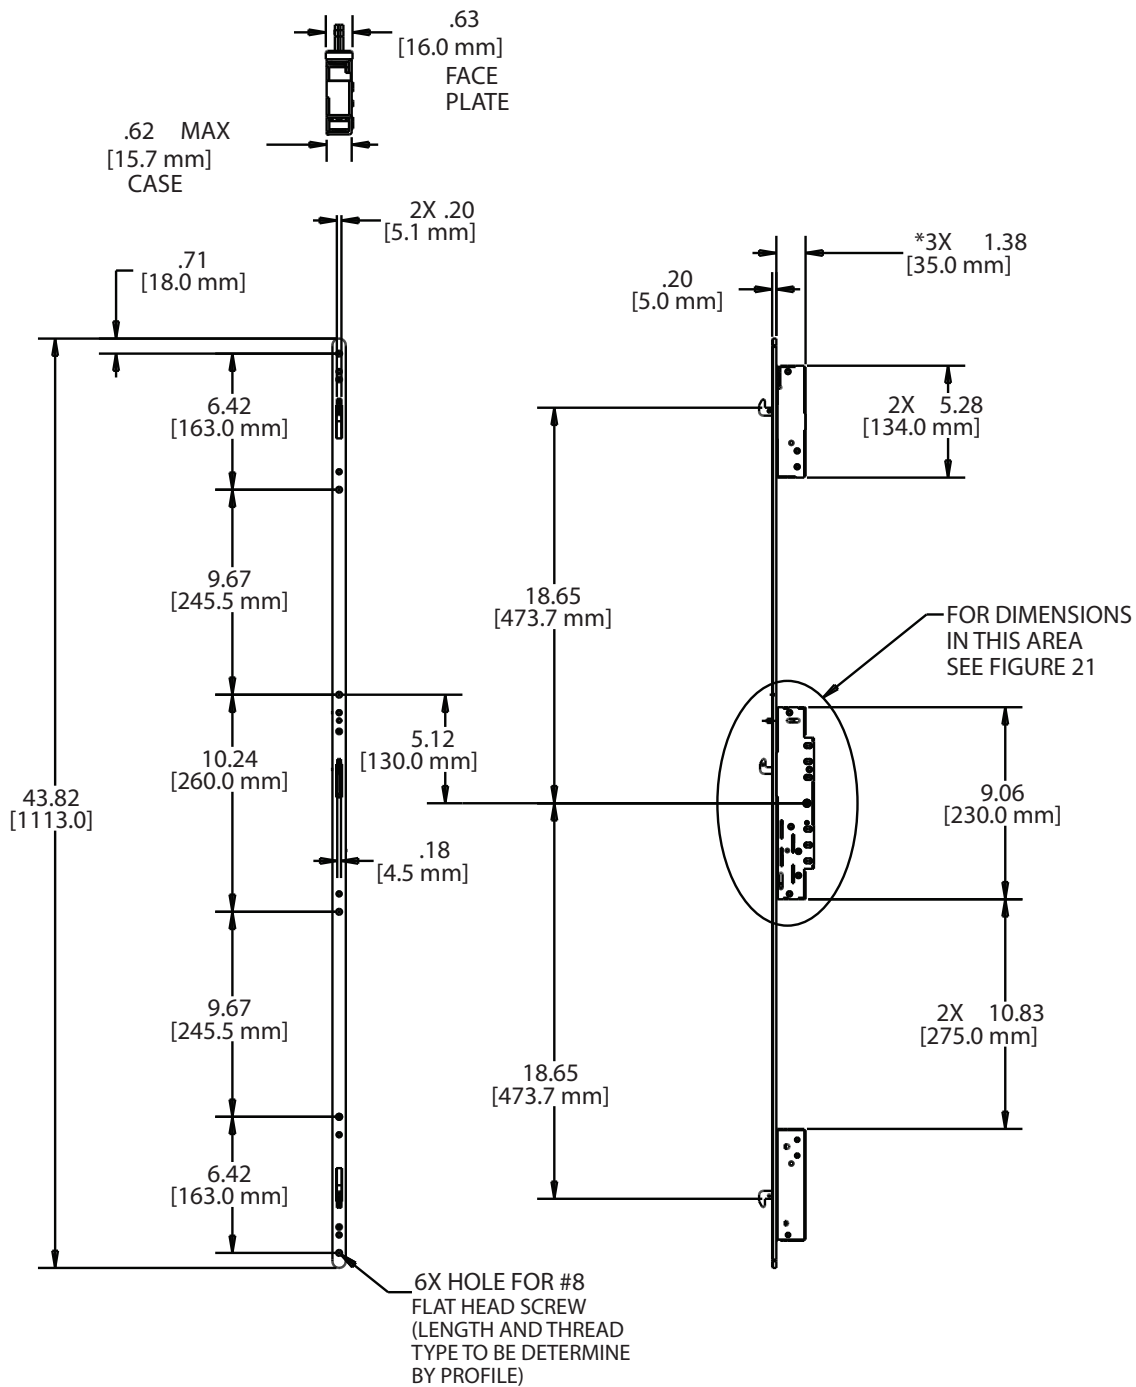 .63
[16.0 mm]
FACE
PLATE
.62 MAX
[15.7 mm]
CASE
2X .20
[5.1 mm]
.71
[18.0 mm]
*3X 1.38
[35.0 mm]
.20
[5.0 mm]
6.42
[163.0 mm]
2X 5.28
[134.0 mm]
9.67
[245.5 mm]
18.65
[473.7 mm]
FOR DIMENSIONS
IN THIS AREA
SEE FIGURE 21
5.12
[130.0 mm]
10.24
[260.0 mm]
43.82
[1113.0]
9.06
[230.0 mm]
.18
[4.5 mm]
9.67
[245.5 mm]
2X 10.83
[275.0 mm]
18.65
[473.7 mm]
6.42
[163.0 mm]
6X HOLE FOR #8
FLAT HEAD SCREW
(LENGTH AND THREAD
TYPE TO BE DETERMINE
BY PROFILE)